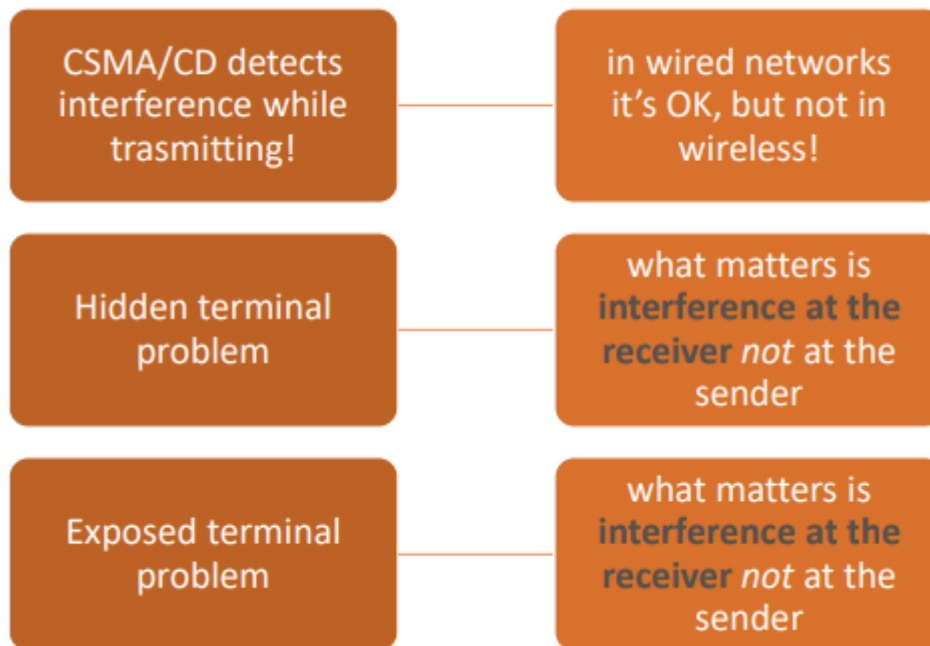 CSMA/CD detects
interference while
trasmitting!
in wired networks
it's OK, but not in
wireless!
Hidden terminal
problem
what matters is
interference at the
receiver not at the
sender
Exposed terminal
problem
what matters is
interference at the
receiver not at the
sender